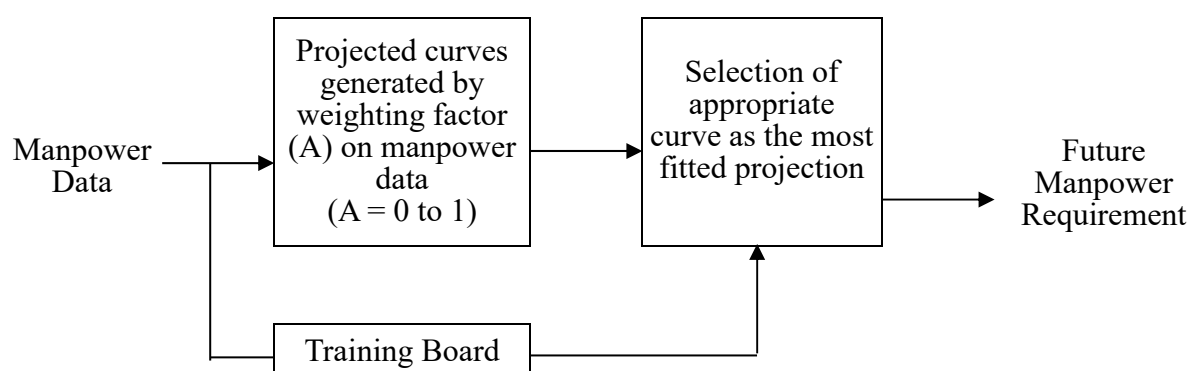 Manpower
Data
Projected curves
generated by
weighting factor
(A) on manpower
data
(A = 0 to 1)
Selection of
appropriate
curve as the most
fitted projection
Future
Manpower
Requirement
Training Board